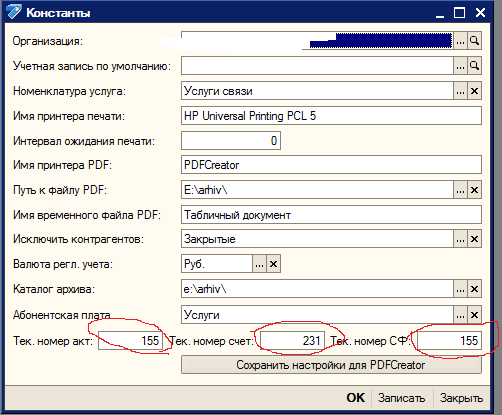 Константы
Организация:
Учетная запись по умолчанию:
Номенклатура услуга: Услуги связи
Имя принтера печати: HP Universal Printing PCL 5
Интервал ожидания печати: 0
Имя принтера PDF: PDFCreator
Путь к файлу PDF: E:\arhiv\
Имя временного файла PDF: Табличный документ
Исключить контрагентов: Закрытые
Валюта регл. учета: Руб.
Каталог архива: e:\arhiv\
Абонентская плата Услуги
Тек. номер акт: 155 Тек. номер счет: 231 Тек. номер СФ: 155
Сохранить настройки для PDFCreator
OK Записать Закрыть